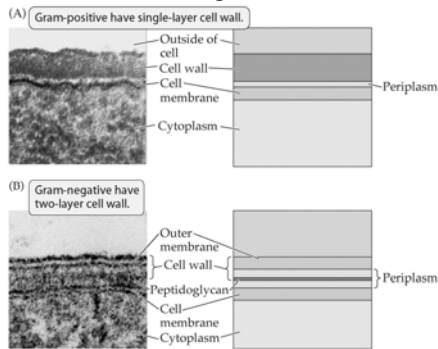 (A)
Gram-positive have single-layer cell wall.
Outside of
cell
Cell wall
Cell
membrane
Periplasm
Cytoplasm
(B)
Gram-negative have
two-layer cell wall.
Outer
membrane
Cell wall
Peptidoglycan
Periplasm
Cell
membrane
Cytoplasm